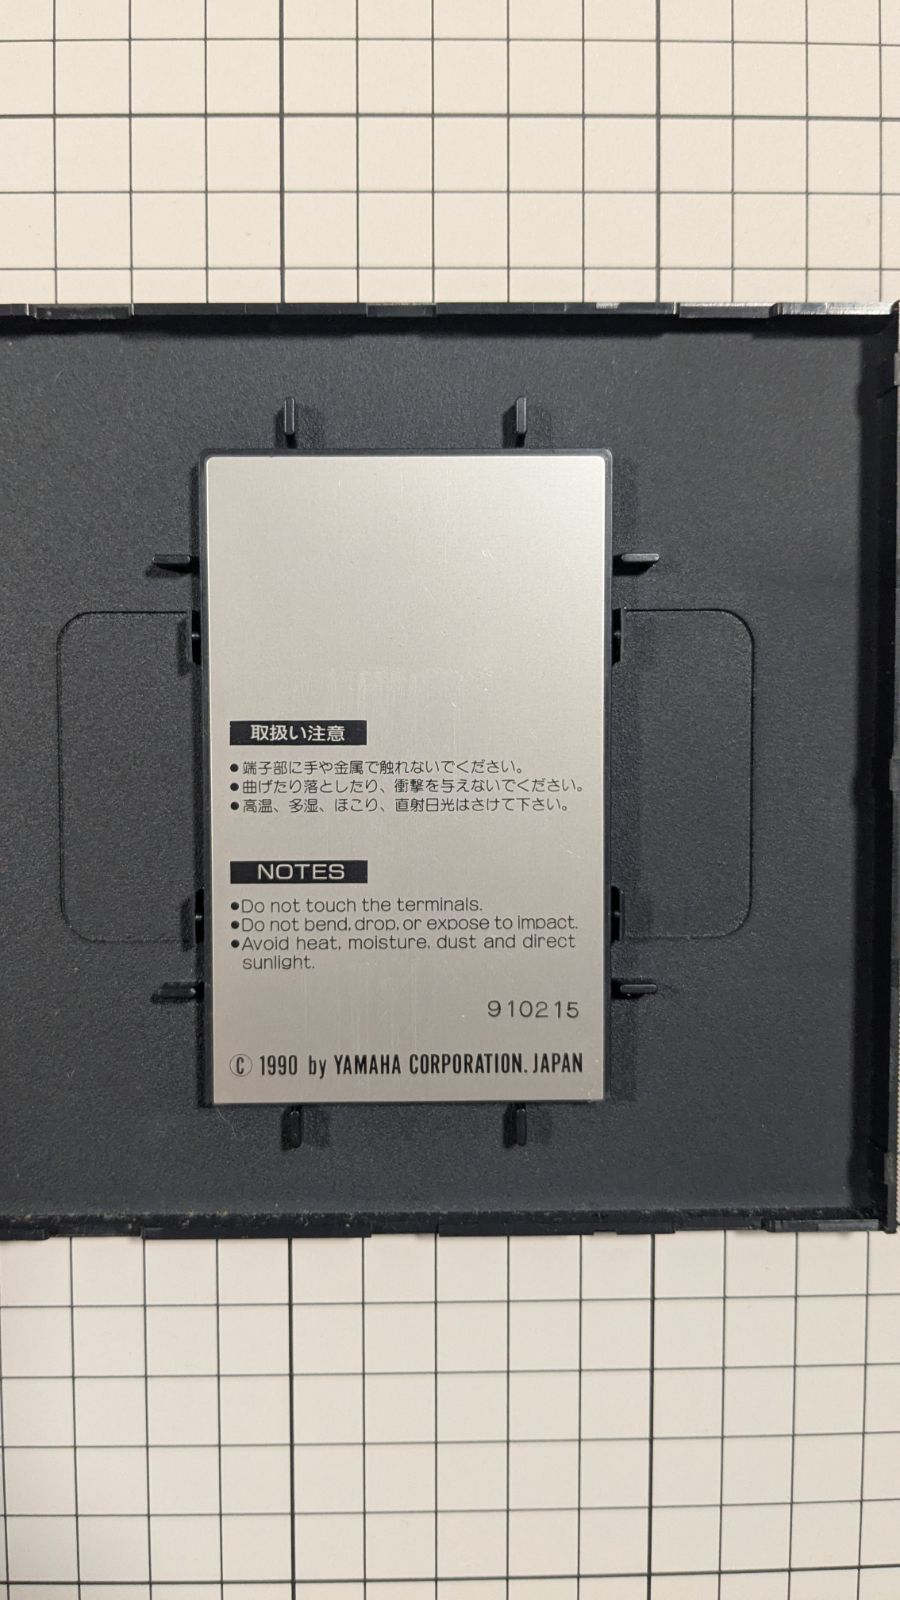 取扱い注意
●端子部に手や金属で触れないでください。
●曲げたり落としたり、衝撃を与えないでください。
●高温、多湿、ほこり、直射日光はさけて下さい。
NOTES
●Do not touch the terminals.
●Do not bend, drop, or expose to impact.
●Avoid heat, moisture, dust and direct
sunlight.
910215
© 1990 by YAMAHA CORPORATION. JAPAN